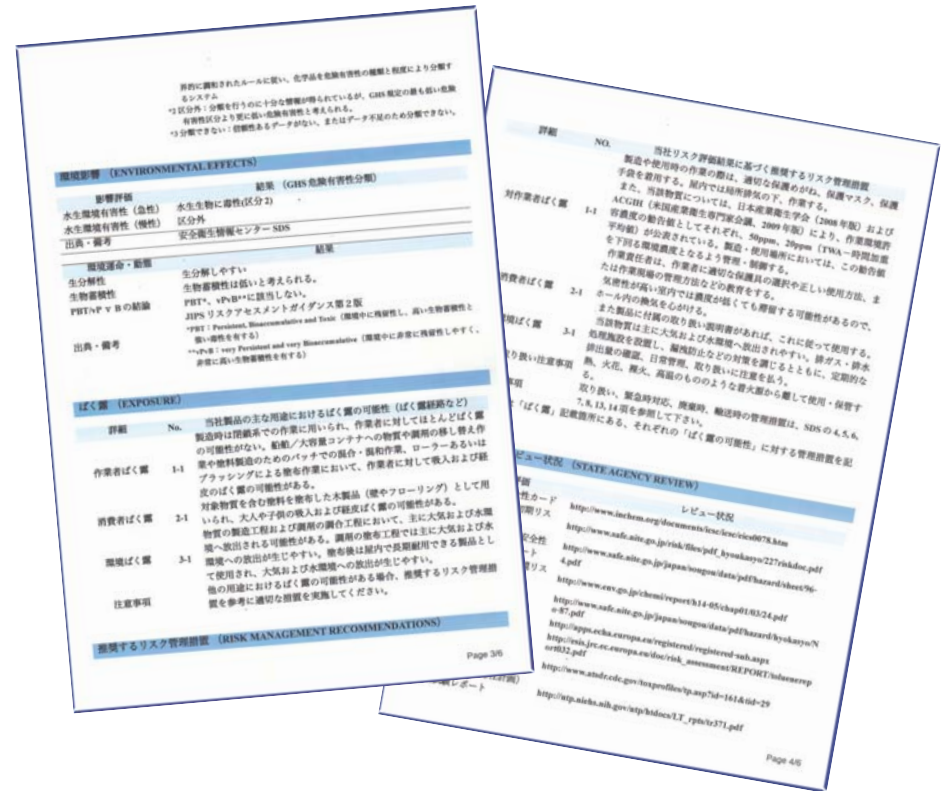 界的に調和されたルールに従い、化学品を危険有害性の種類と程度により分類す
るシステム
*2 区分外：分類を行うのに十分な情報が得られているが、GHS 規定の最も低い危険
有害性区分より更に低い危険有害性と考えられる。
*3 分類できない：信頼性あるデータがない、またはデータ不足のため分類できない。
環境影響 （ENVIRONMENTAL EFFECTS）
影響評価 結果 （GHS 危険有害性分類）
水生環境有害性（急性） 水生生物に毒性(区分 2)
水生環境有害性（慢性） 区分外
出典・備考 安全衛生情報センター SDS
環境運命・動態 結果
生分解性 生分解しやすい
生物蓄積性 生物蓄積性は低いと考えられる。
PBT/vP v B の結論 PBT*、vPvB**に該当しない。
JIPS リスクアセスメントガイダンス第 2 版
出典・備考 *PBT：Persistent, Bioaccumulative and Toxic（環境中に残留性し、高い生物蓄積性と
強い毒性を有する）
**vPvB：very Persistent and very Bioaccumulative（環境中に非常に残留性しやすく、
非常に高い生物蓄積性を有する）
ばく露 （EXPOSURE）
詳細 No. 当社製品の主な用途におけるばく露の可能性（ばく露経路など）
作業者ばく露 1-1 製造時は閉鎖系での作業に用いられ、作業者に対してはほとんどばく露
の可能性がない。船舶／大容量コンテナへの物質や調剤の移し替え作
業や塗料製造のためのバッチでの混合・混和作業、ローラーあるいは
ブラッシングによる塗布作業において、作業者に対して吸入および経
皮のばく露の可能性がある。
消費者ばく露 2-1 対象物質を含む塗料を塗布した木製品（壁やフローリング）として用
いられ、大人や子供の吸入および経皮ばく露の可能性がある。
環境ばく露 3-1 物質の製造工程および調剤の調合工程において、主に大気および水環
境へ放出される可能性がある。調剤の塗布工程では主に大気および水
環境への放出が生じやすい。塗布後は屋内で長期耐用できる製品とし
て使用され、大気および水環境への放出が生じやすい。
注意事項 他の用途におけるばく露の可能性がある場合、推奨するリスク管理措
置を参考に適切な措置を実施してください。
推奨するリスク管理措置 （RISK MANAGEMENT RECOMMENDATIONS）
Page 3/6
詳細 NO. 当社リスク評価結果に基づく推奨するリスク管理措置
対作業者ばく露 1-1 製造や使用時の作業の際は、適切な保護めがね、保護マスク、保護
手袋を着用する。屋内では局所排気の下、作業する。
また、当該物質については、日本産業衛生学会（2008 年版）および
ACGIH（米国産業衛生専門家会議、2009 年版）により、作業環境許
容濃度の勧告値としてそれぞれ、50ppm、20ppm（TWA－時間加重
平均値）が公表されている。製造・使用場所においては、この勧告値
を下回る環境濃度となるよう管理・制御する。
作業責任者は、作業者に適切な保護具の選択や正しい使用方法、ま
たは作業現場の管理方法などの教育をする。
消費者ばく露 2-1 気密性が高い室内では濃度が低くても滞留する可能性があるので、
ホール内の換気を心がける。
また製品に付属の取り扱い説明書があれば、これに従って使用する。
境ばく露 3-1 当該物質は主に大気および水環境へ放出されやすい。排ガス・排水
処理施設を設置し、漏洩防止などの対策を講じるとともに、定期的な
排出量の確認、日常管理、取り扱いに注意を払う。
取り扱い注意事項 熱、火花、裸火、高温のもののような着火源から離して使用・保管す
る。
事項 取り扱い、緊急時対応、廃棄時、輸送時の管理措置は、SDS の 4, 5, 6,
7, 8, 13, 14 項を参照して下さい。
「ばく露」記載箇所にある、それぞれの「ばく露の可能性」に対する管理措置を記
ビュー状況 （STATE AGENCY REVIEW）
評価 レビュー状況
性カード http://www.inchem.org/documents/icsc/icsc/eics0078.htm
期リス http://www.safe.nite.go.jp/risk/files/pdf_hyoukasyo/227riskdoc.pdf
安全性 http://www.safe.nite.go.jp/japan/sougou/data/pdf/hazard/sheet/96-
ート 4.pdf
リス http://www.env.go.jp/chemi/report/h14-05/chap01/03/24.pdf
http://www.safe.nite.go.jp/japan/sougou/data/pdf/hazard/hyokasyo/N
o-87.pdf
http://apps.echa.europa.eu/registered/registered-sub.aspx
http://esis.jrc.ec.europa.eu/doc/risk_assessment/REPORT/toluenerep
ort032.pdf
計画） http://www.atsdr.cdc.gov/toxprofiles/tp.asp?id=161&tid=29
レポート http://ntp.niehs.nih.gov/ntp/htdocs/LT_rpts/tr371.pdf
Page 4/6